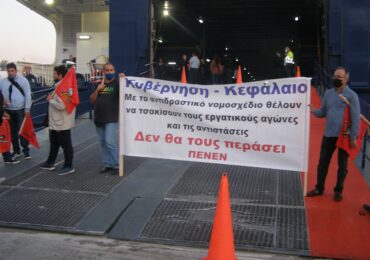 Κυβέρνηση - Κεφάλαιο
Με το αντιδραστικό νομοσχέδιο θέλουν
να τσακίσουν τους εργατικούς αγώνες
και τις αντιστάσεις
Δεν θα τους περάσει
ΠΕΝΕΝ